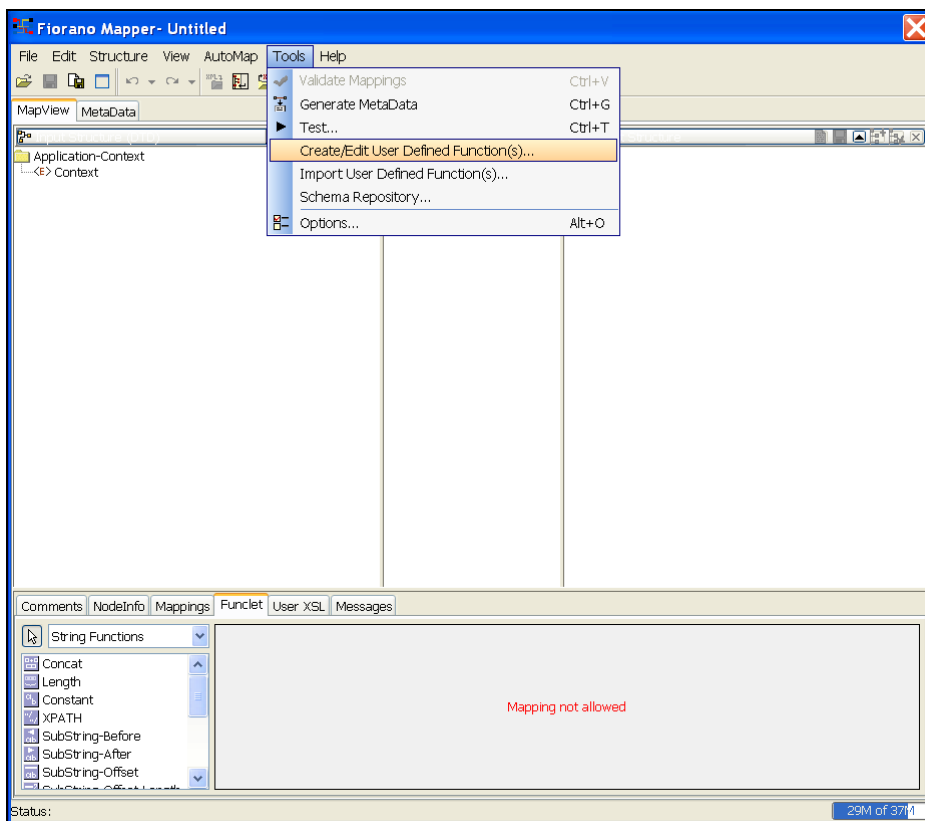 Fiorano Mapper- Untitled
File Edit Structure View AutoMap Tools Help
Validate Mappings Ctrl+V
MapView MetaData
Generate MetaData Ctrl+G
Test... Ctrl+T
Create/Edit User Defined Function(s)...
Application-Context
<E> Context
Import User Defined Function(s)...
Schema Repository...
Options... Alt+O
Comments NodeInfo Mappings Funclet User XSL Messages
String Functions
Concat
Length
Constant
XPATH
Mapping not allowed
SubString-Before
SubString-After
SubString-Offset
Status: 29M of 37M